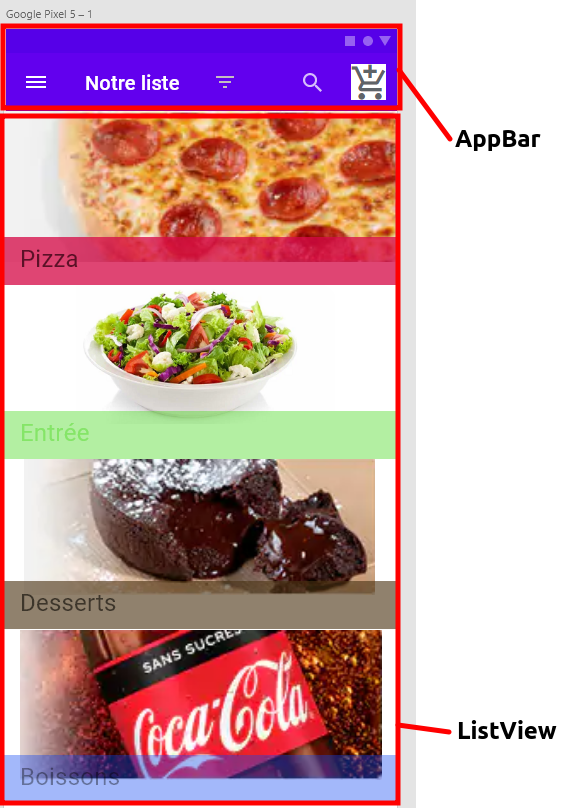 Google Pixel 5 – 1
Notre liste
AppBar
Pizza
Entrée
Desserts
SANS SUCRES
Coca-Cola
ListView
Boissons